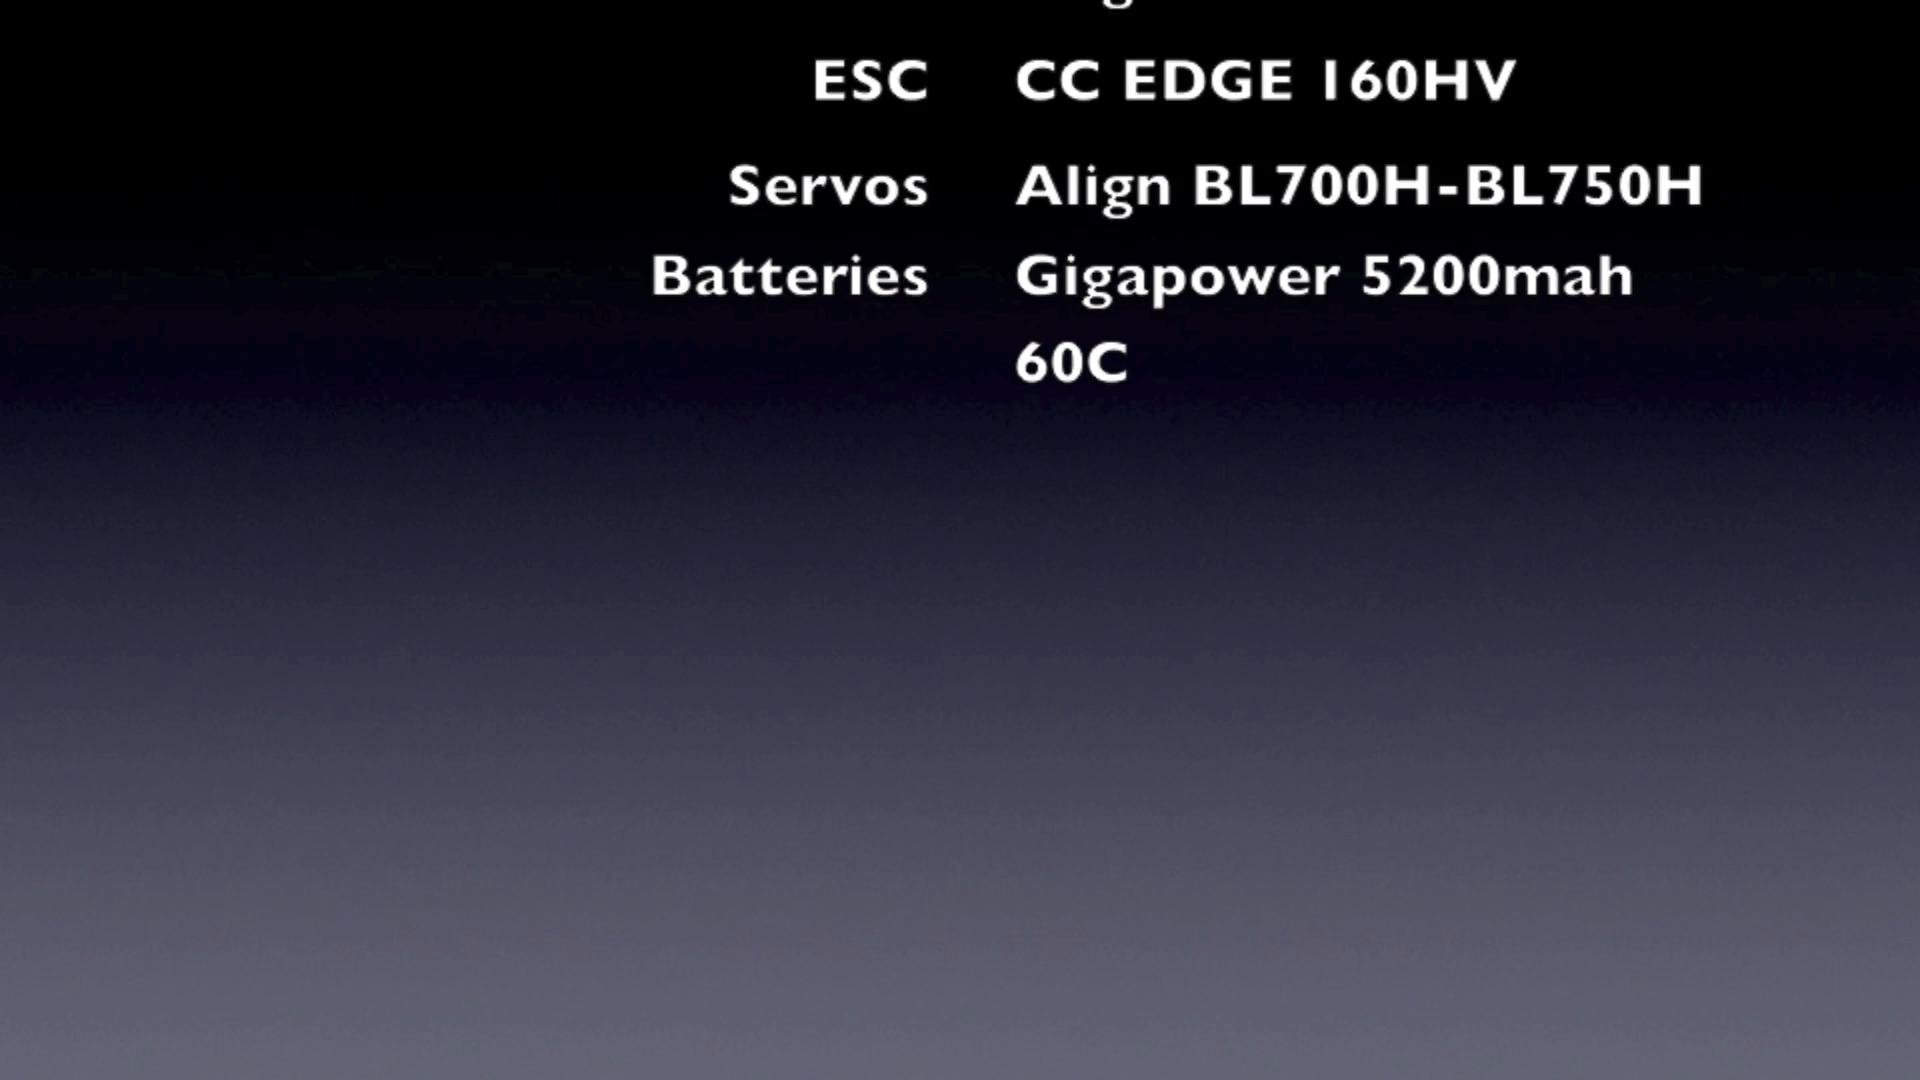 ESC CC EDGE 160HV
Servos Align BL700H-BL750H
Batteries Gigapower 5200mah
60C